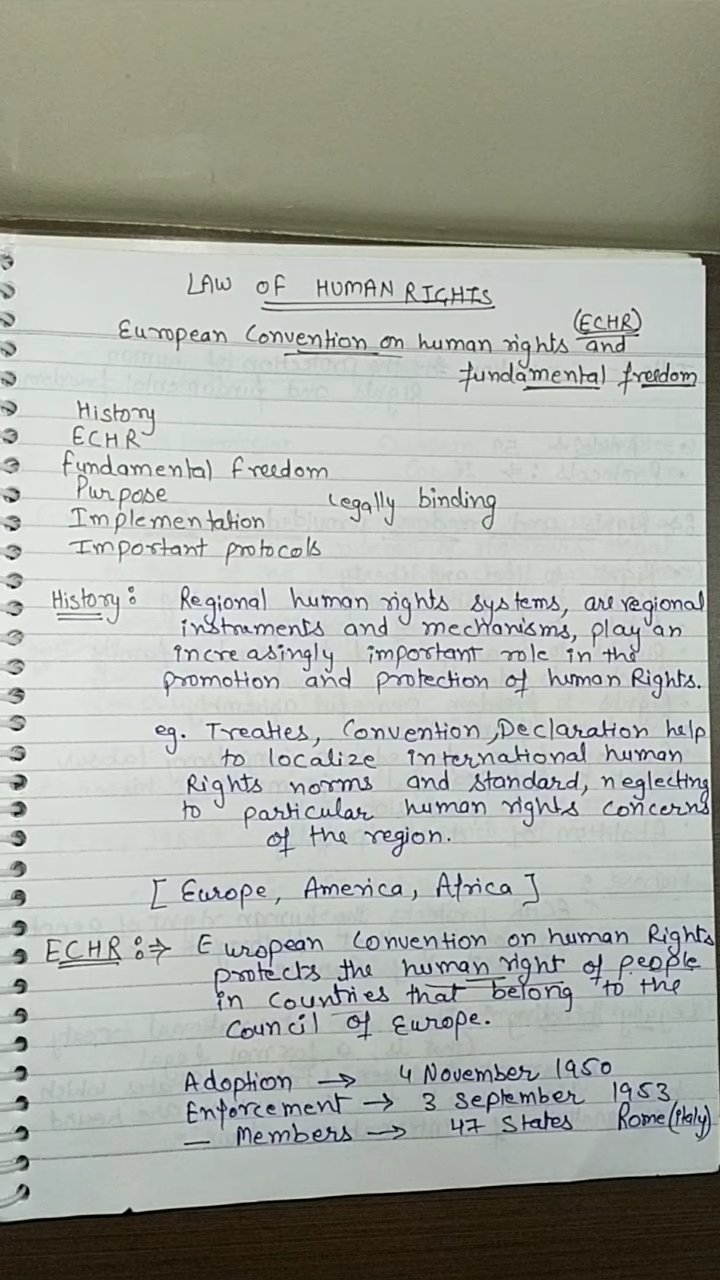 LAW OF HUMAN RIGHTS
(ECHR)
European Convention on human rights and
fundamental freedom
History
ECHR
fundamental freedom
Purpose legally binding
Implementation
Important protocols
History: Regional human rights systems, are regional
instruments and mechanisms, play an
increasingly important role in the
promotion and protection of human Rights.
eg. Treaties, Convention, Declaration help
to localize international human
Rights norms and standard, neglecting
to particular human rights concerns
of the region.
[ Europe, America, Africa ]
ECHR :⇒ European Convention on human Rights
protects the human right of people
in countries that belong to the
Council of Europe.
Adoption → 4 November 1950
Enforcement → 3 September 1953
— Members → 47 States Rome (Italy)